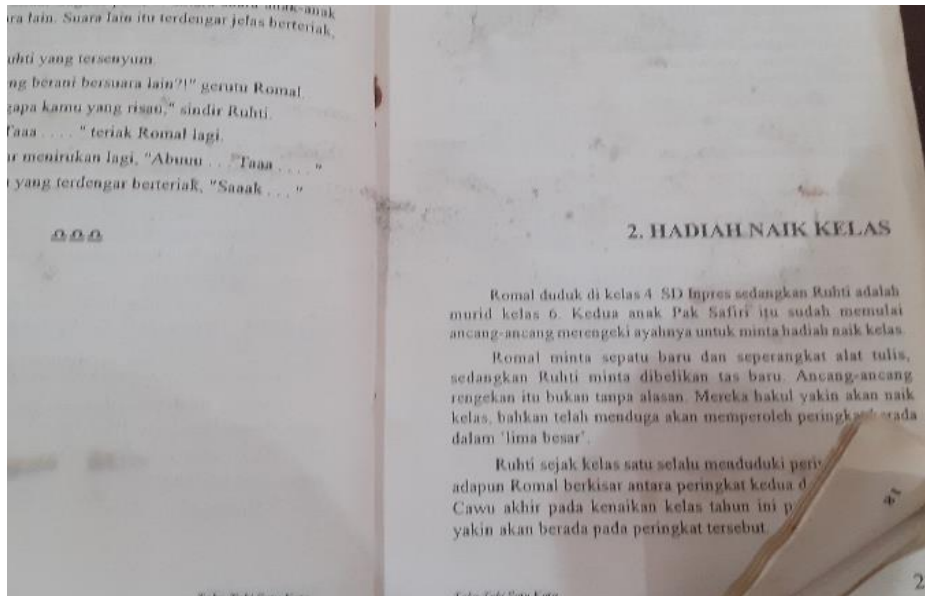 ara lain. Suara lain itu terdengar jelas berteriak,
uhti yang tersenyum.
ng berani bersuara lain?!" gerutu Romal.
gapa kamu yang risau," sindir Ruhti.
Taaa . . . . " teriak Romal lagi.
ar menirukan lagi, "Abuuu . . . Taaa . . . . "
yang terdengar berteriak, "Saaak . . . "
2. HADIAH NAIK KELAS
Romal duduk di kelas 4 SD Inpres sedangkan Ruhti adalah
murid kelas 6. Kedua anak Pak Safiri itu sudah memulai
ancang-ancang merengeki ayahnya untuk minta hadiah naik kelas.
Romal minta sepatu baru dan seperangkat alat tulis,
sedangkan Ruhti minta dibelikan tas baru. Ancang-ancang
rengekan itu bukan tanpa alasan. Mereka bakul yakin akan naik
kelas, bahkan telah menduga akan memperoleh
dalam 'lima besar'.
Ruhti sejak kelas satu selalu menduduki
adapun Romal berkisar antara peringkat kedua d
Cawu akhir pada kenaikan kelas tahun ini p
yakin akan berada pada peringkat tersebut.
18
2